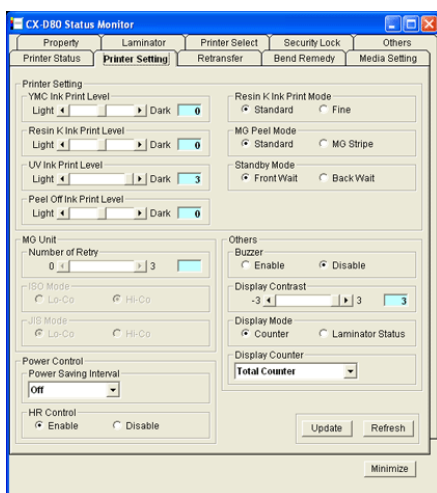 CX-D80 Status Monitor
Property Laminator Printer Select Security Lock Others
Printer Status Printer Setting Retransfer Bend Remedy Media Setting
Printer Setting
YMC Ink Print Level
Light Dark 0
Resin K Ink Print Level
Light Dark 0
UV Ink Print Level
Light Dark 3
Peel Off Ink Print Level
Light Dark 0
Resin K Ink Print Mode
Standard Fine
MG Peel Mode
Standard MG Stripe
Standby Mode
Front Wait Back Wait
MG Unit
Number of Retry
0 3
ISO Mode
Lo-Co Hi-Co
JIS Mode
Lo-Co Hi-Co
Power Control
Power Saving Interval
Off
HR Control
Enable Disable
Others
Buzzer
Enable Disable
Display Contrast
-3 3 3
Display Mode
Counter Laminator Status
Display Counter
Total Counter
Update Refresh
Minimize